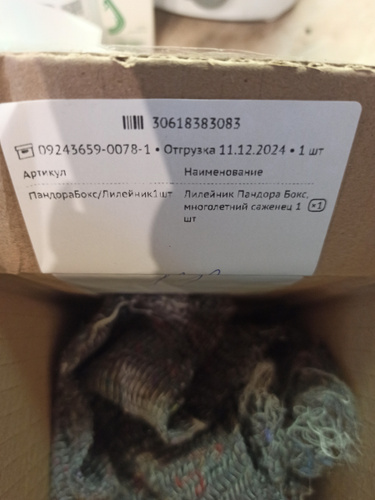 30618383083
09243659-0078-1 • Отгрузка 11.12.2024 • 1 шт
Артикул Наименование
ПандораБокс/Лилейник1шт Лилейник Пандора Бокс,
многолетний саженец 1 ×1
шт